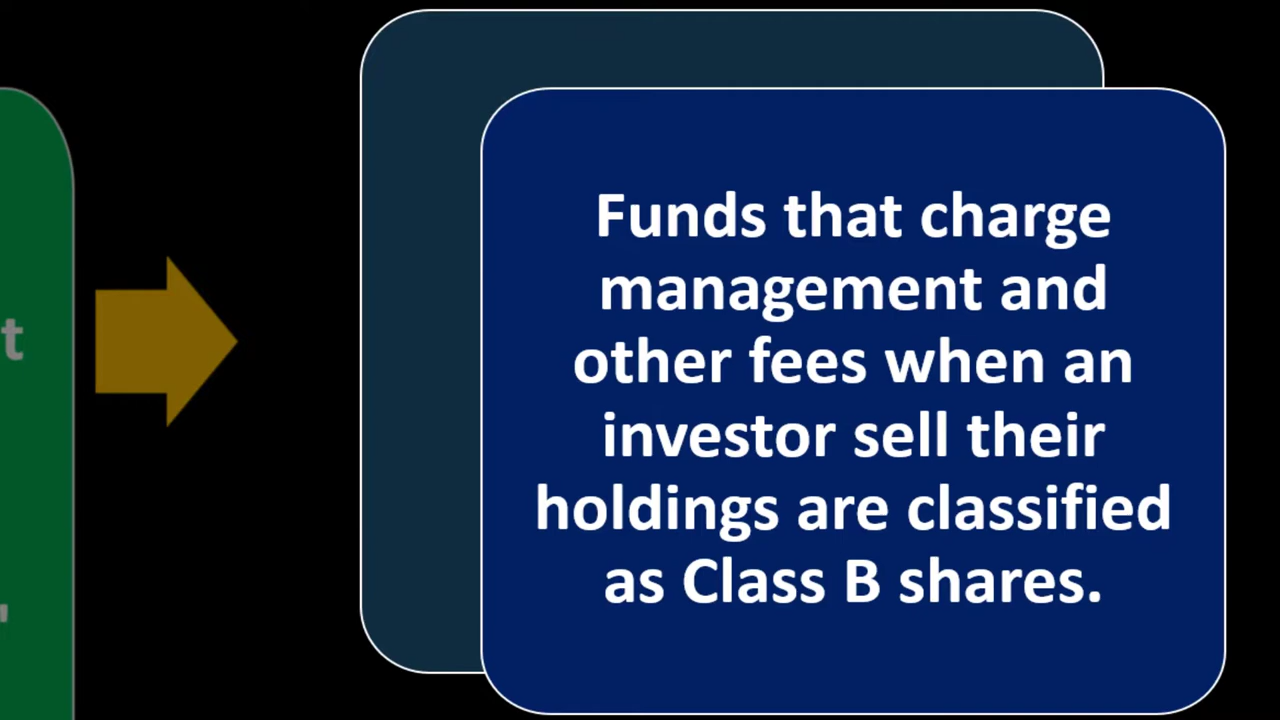 Funds that charge
management and
other fees when an
investor sell their
holdings are classified
as Class B shares.